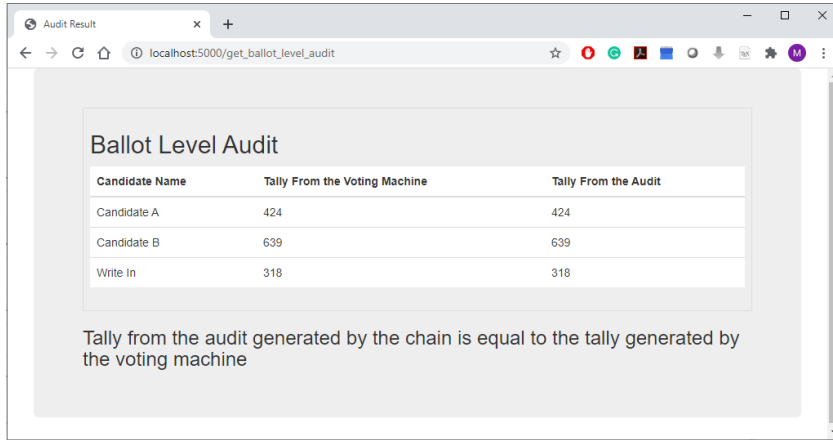 Audit Result
localhost:5000/get_ballot_level_audit
M
Ballot Level Audit
Candidate Name Tally From the Voting Machine Tally From the Audit
Candidate A 424 424
Candidate B 639 639
Write In 318 318
Tally from the audit generated by the chain is equal to the tally generated by
the voting machine